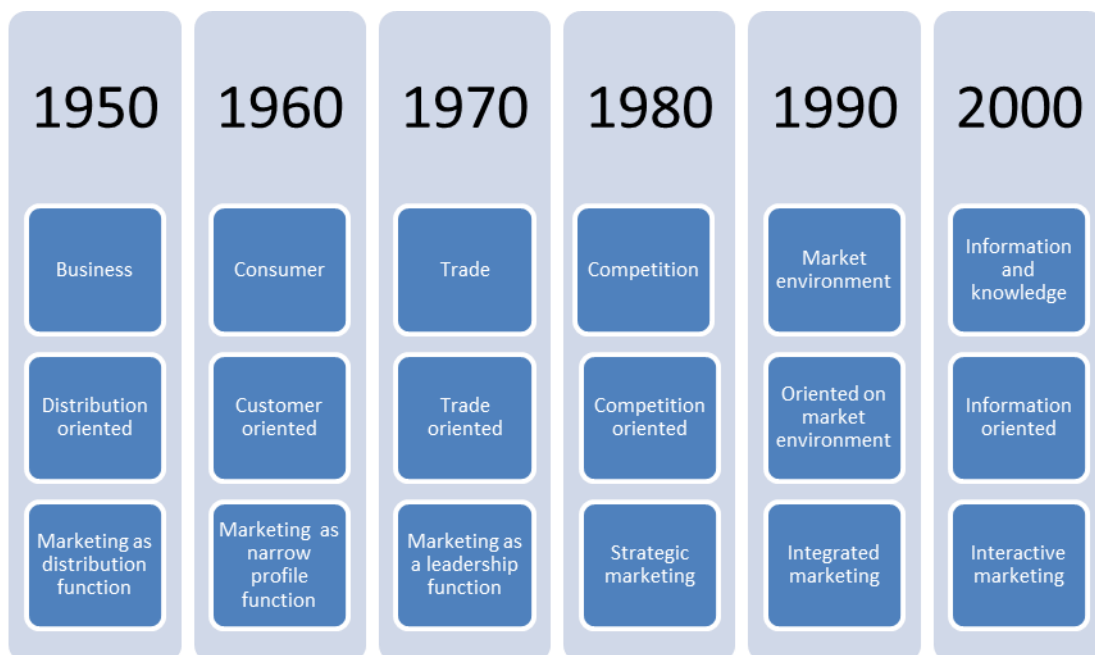 1950
Business
Distribution
oriented
Marketing as
distribution
function
1960
Consumer
Customer
oriented
Marketing as
narrow
profile
function
1970
Trade
Trade
oriented
Marketing as
a leadership
function
1980
Competition
Competition
oriented
Strategic
marketing
1990
Market
environment
Oriented on
market
environment
Integrated
marketing
2000
Information
and
knowledge
Information
oriented
Interactive
marketing